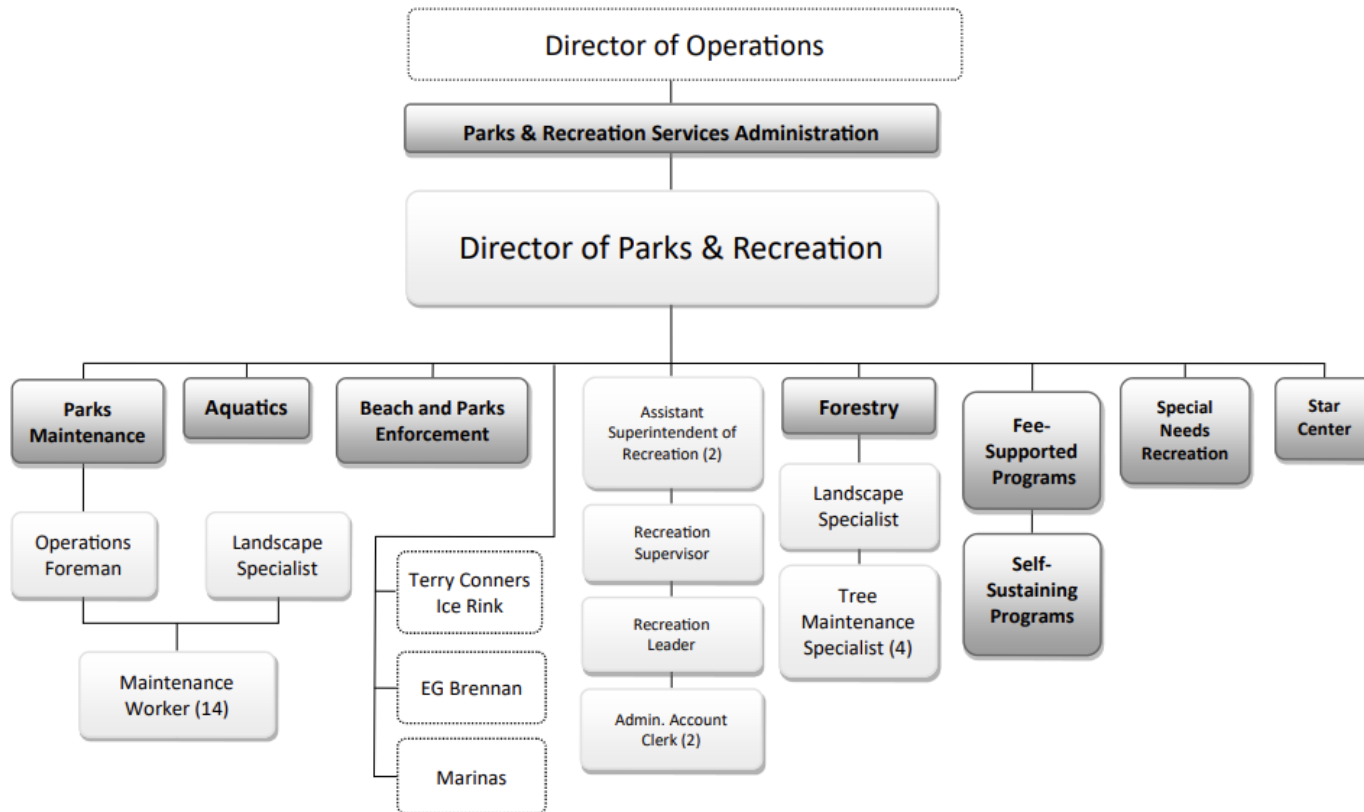 Director of Operations
Parks & Recreation Services Administration
Director of Parks & Recreation
Parks
Maintenance
Aquatics
Beach and Parks
Enforcement
Assistant
Superintendent of
Recreation (2)
Forestry
Fee-
Supported
Programs
Special
Needs
Recreation
Star
Center
Operations
Foreman
Landscape
Specialist
Maintenance
Worker (14)
Terry Conners
Ice Rink
EG Brennan
Marinas
Recreation
Supervisor
Recreation
Leader
Admin. Account
Clerk (2)
Landscape
Specialist
Tree
Maintenance
Specialist (4)
Self-
Sustaining
Programs